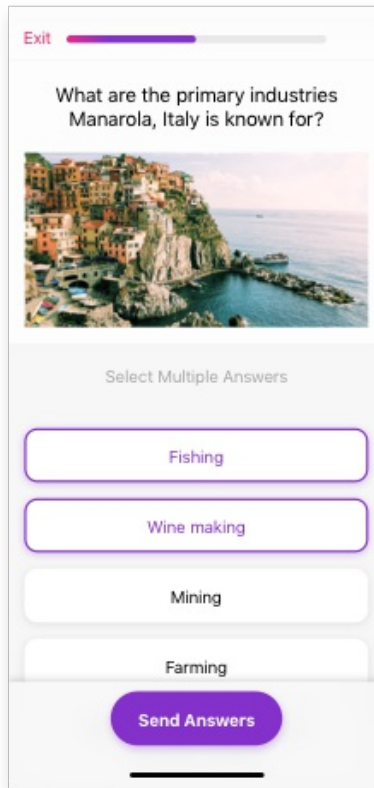 Exit
What are the primary industries
Manarola, Italy is known for?
Select Multiple Answers
Fishing
Wine making
Mining
Farming
Send Answers